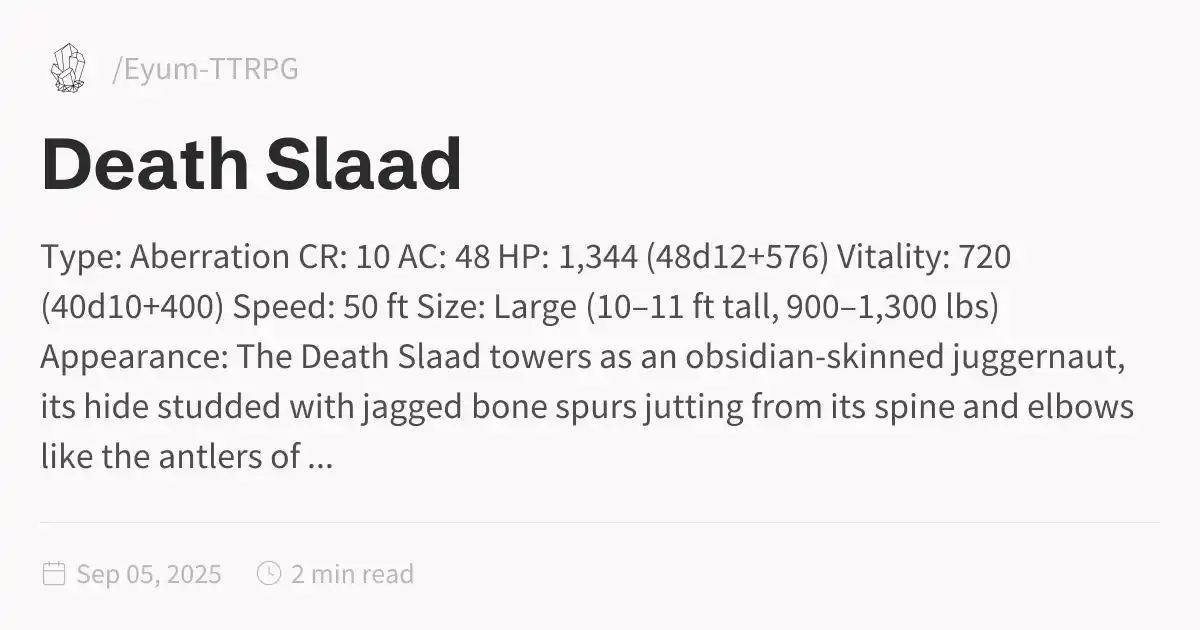 /Eyum-TTRPG
Death Slaad
Type: Aberration CR: 10 AC: 48 HP: 1,344 (48d12+576) Vitality: 720
(40d10+400) Speed: 50 ft Size: Large (10–11 ft tall, 900–1,300 lbs)
Appearance: The Death Slaad towers as an obsidian-skinned juggernaut,
its hide studded with jagged bone spurs jutting from its spine and elbows
like the antlers of ...
Sep 05, 2025 2 min read